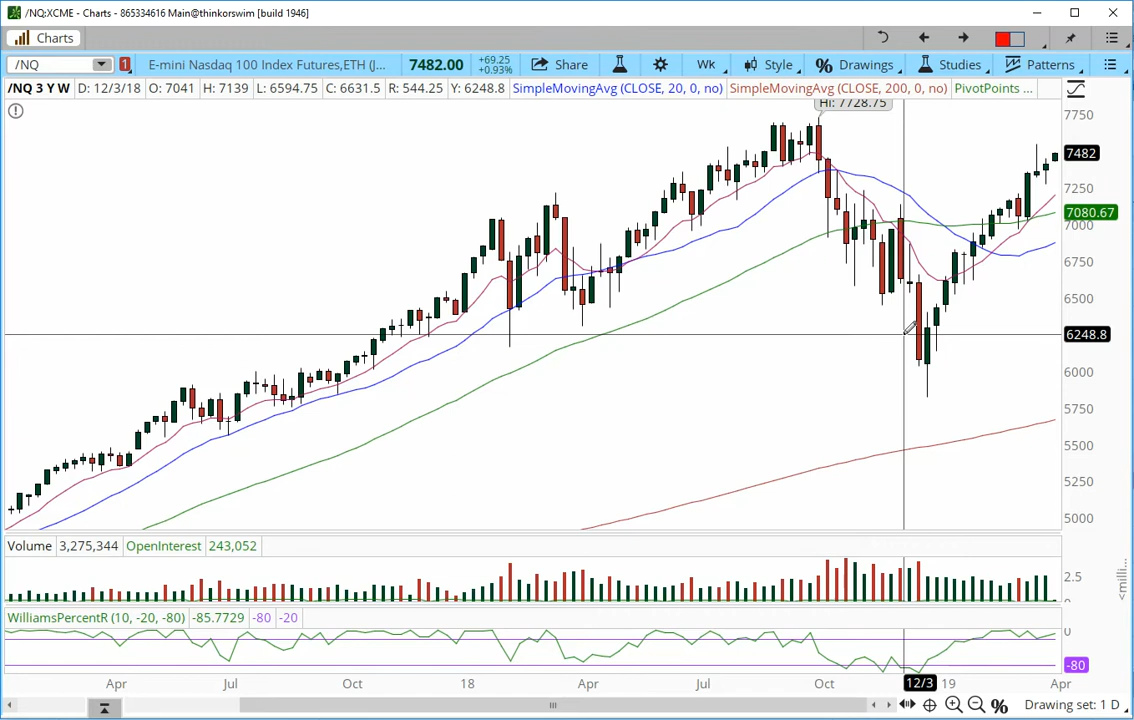 /NQ:XCME - Charts - 865334616 Main@thinkorswim [build 1946]
Charts
/NQ 1 E-mini Nasdaq 100 Index Futures,ETH (J... 7482.00 +69.25 +0.93% Share Wk Style % Drawings Studies Patterns
/NQ 3 Y W D: 12/3/18 O: 7041 H: 7139 L: 6594.75 C: 6631.5 R: 544.25 Y: 6248.8 SimpleMovingAvg (CLOSE, 20, 0, no) SimpleMovingAvg (CLOSE, 200, 0, no) PivotPoints ...
Hi: 7728.75
7750
7482
7250
7080.67
7000
6750
6500
6248.8
6000
5750
5500
5250
5000
Volume 3,275,344 OpenInterest 243,052
2.5
0
<milli...
WilliamsPercentR (10, -20, -80) -85.7729 -80 -20
0
-80
Apr Jul Oct 18 Apr Jul Oct 12/3 19 Apr
% Drawing set: 1 D